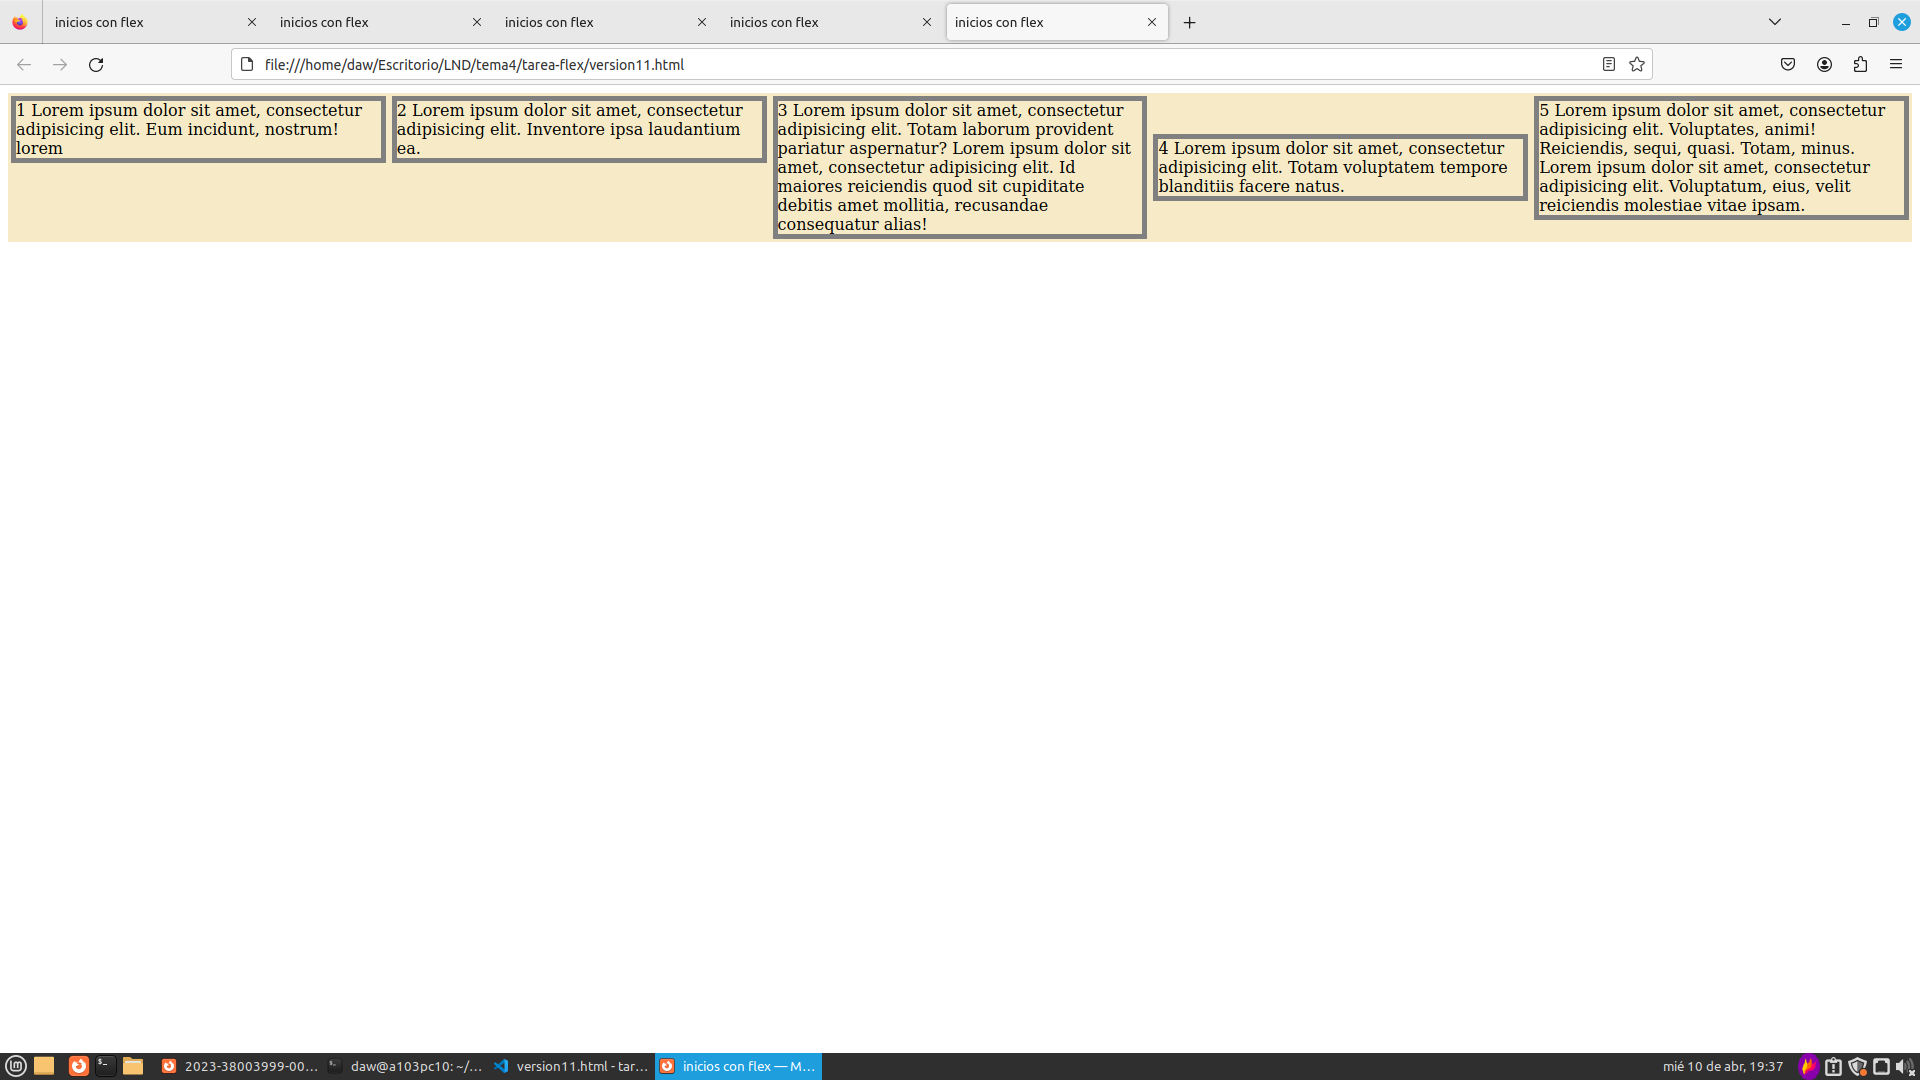 inicios con flex
inicios con flex
inicios con flex
inicios con flex
inicios con flex
file:///home/daw/Escritorio/LND/tema4/tarea-flex/version11.html
1 Lorem ipsum dolor sit amet, consectetur
adipisicing elit. Eum incidunt, nostrum!
lorem
2 Lorem ipsum dolor sit amet, consectetur
adipisicing elit. Inventore ipsa laudantium
ea.
3 Lorem ipsum dolor sit amet, consectetur
adipisicing elit. Totam laborum provident
pariatur aspernatur? Lorem ipsum dolor sit
amet, consectetur adipisicing elit. Id
maiores reiciendis quod sit cupiditate
debitis amet mollitia, recusandae
consequatur alias!
4 Lorem ipsum dolor sit amet, consectetur
adipisicing elit. Totam voluptatem tempore
blanditiis facere natus.
5 Lorem ipsum dolor sit amet, consectetur
adipisicing elit. Voluptates, animi!
Reiciendis, sequi, quasi. Totam, minus.
Lorem ipsum dolor sit amet, consectetur
adipisicing elit. Voluptatum, eius, velit
reiciendis molestiae vitae ipsam.
2023-38003999-00...
daw@a103pc10: ~/...
version11.html - tar...
inicios con flex — M...
mié 10 de abr, 19:37